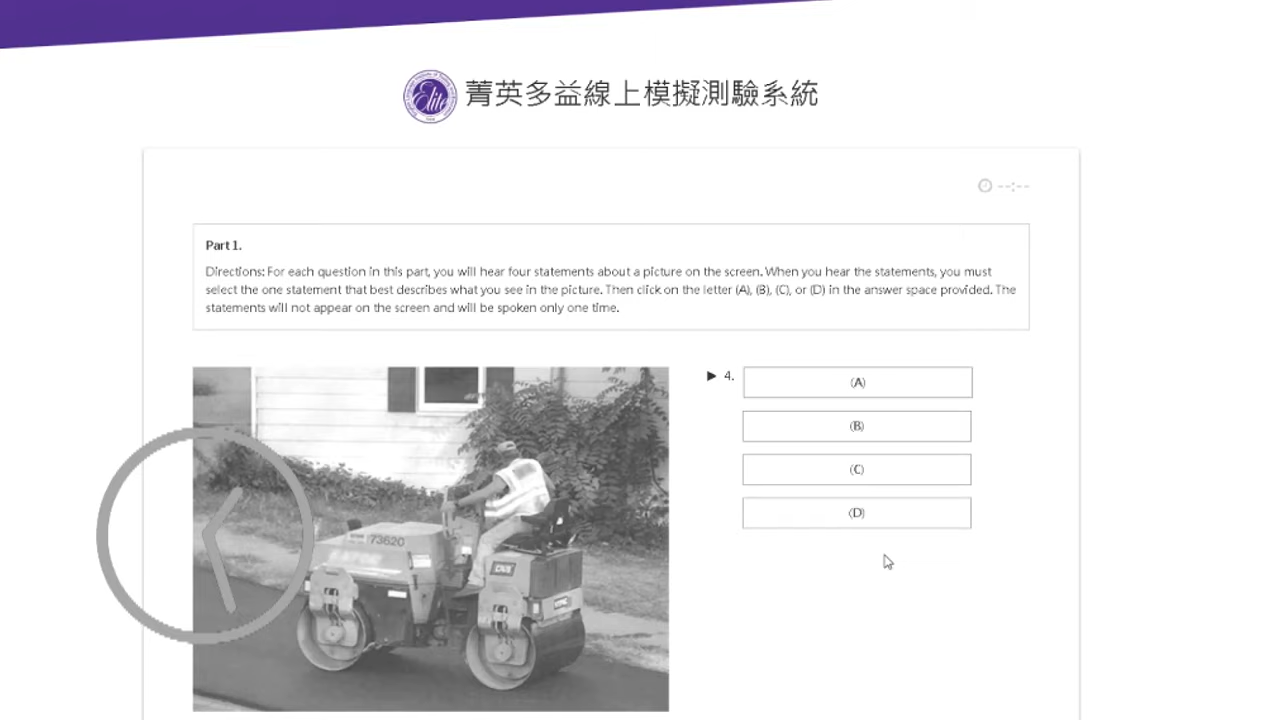 Elite
菁英多益線上模擬測驗系統
--:--
Part 1.
Directions: For each question in this part, you will hear four statements about a picture on the screen. When you hear the statements, you must
select the one statement that best describes what you see in the picture. Then click on the letter (A), (B), (C), or (D) in the answer space provided. The
statements will not appear on the screen and will be spoken only one time.
4.
(A)
(B)
(C)
(D)
73620